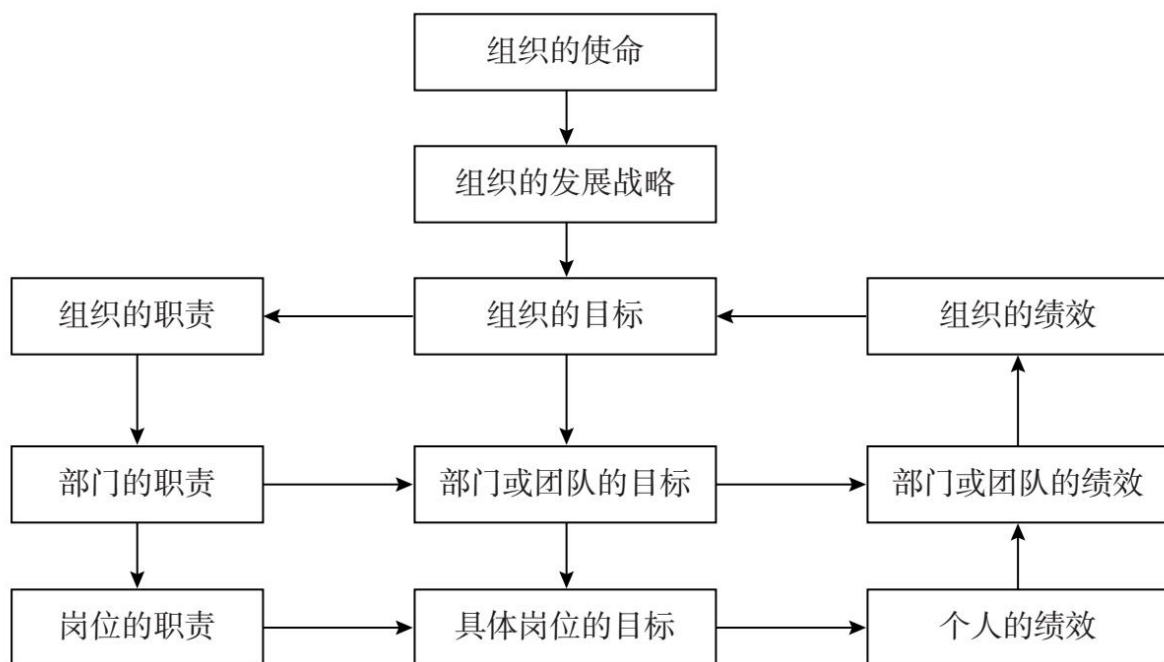 组织的使命
组织的发展战略
组织的职责
组织的目标
组织的绩效
部门的职责
部门或团队的目标
部门或团队的绩效
岗位的职责
具体岗位的目标
个人的绩效